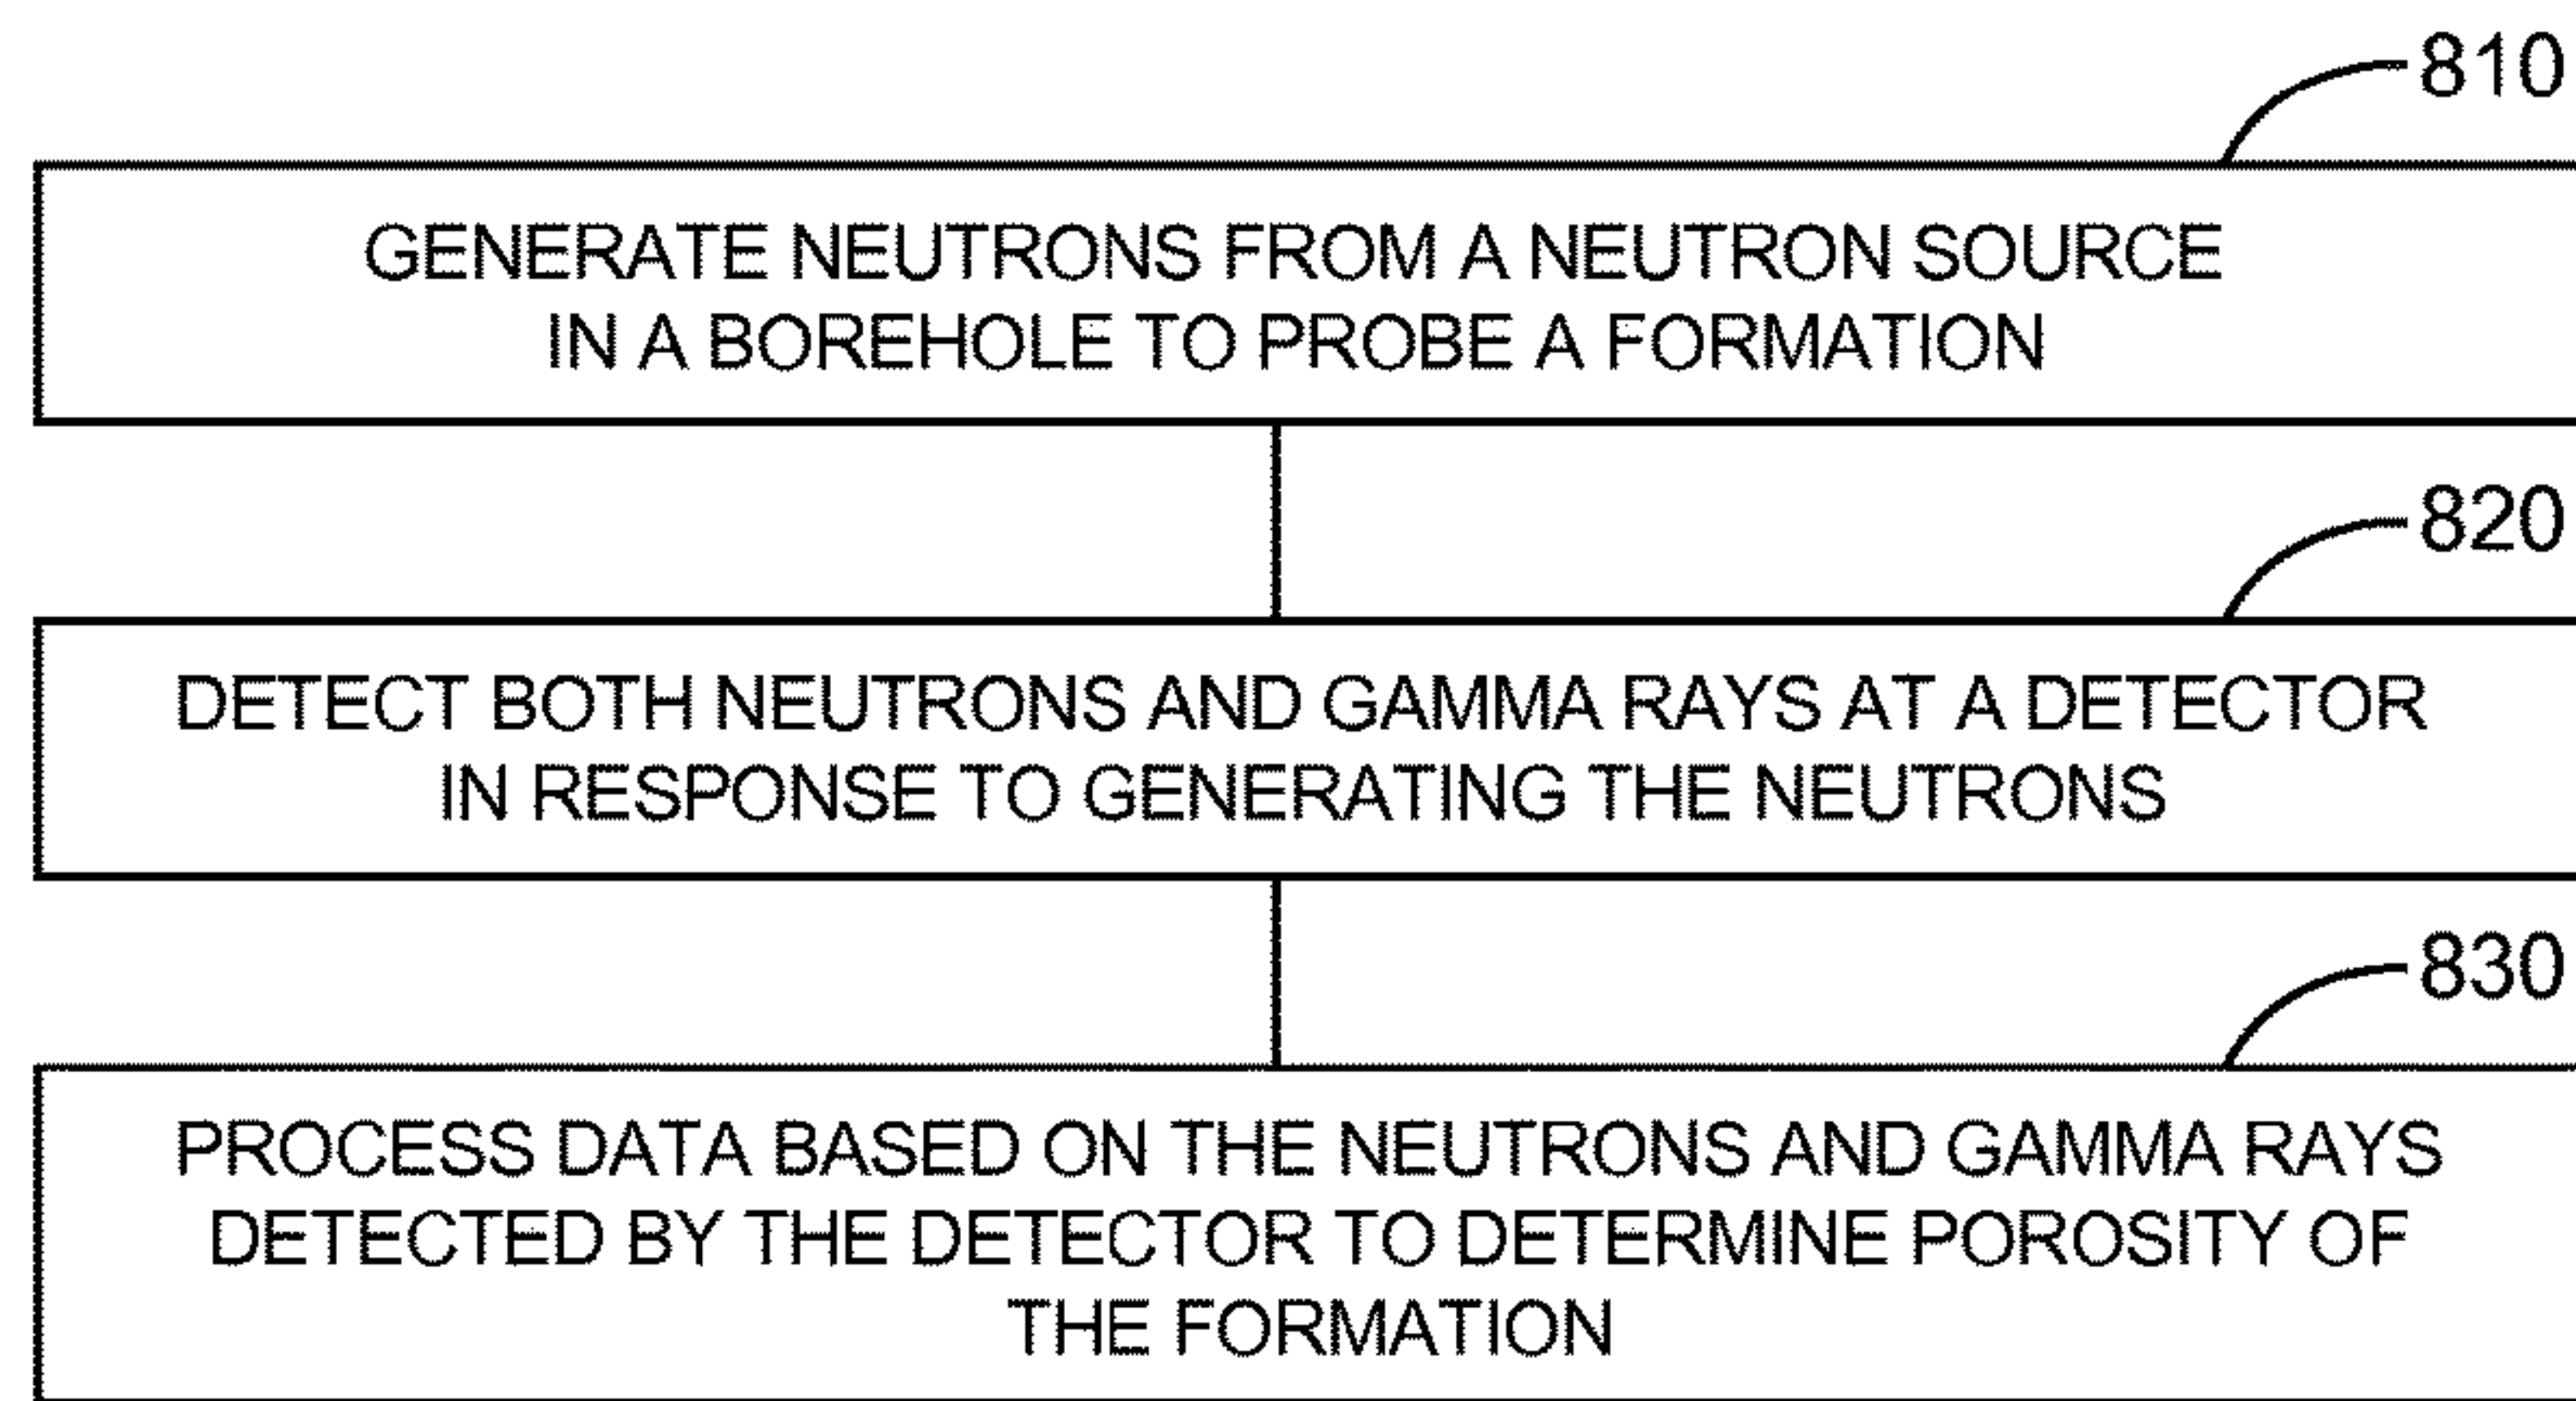 810
GENERATE NEUTRONS FROM A NEUTRON SOURCE
IN A BOREHOLE TO PROBE A FORMATION
820
DETECT BOTH NEUTRONS AND GAMMA RAYS AT A DETECTOR
IN RESPONSE TO GENERATING THE NEUTRONS
830
PROCESS DATA BASED ON THE NEUTRONS AND GAMMA RAYS
DETECTED BY THE DETECTOR TO DETERMINE POROSITY OF
THE FORMATION